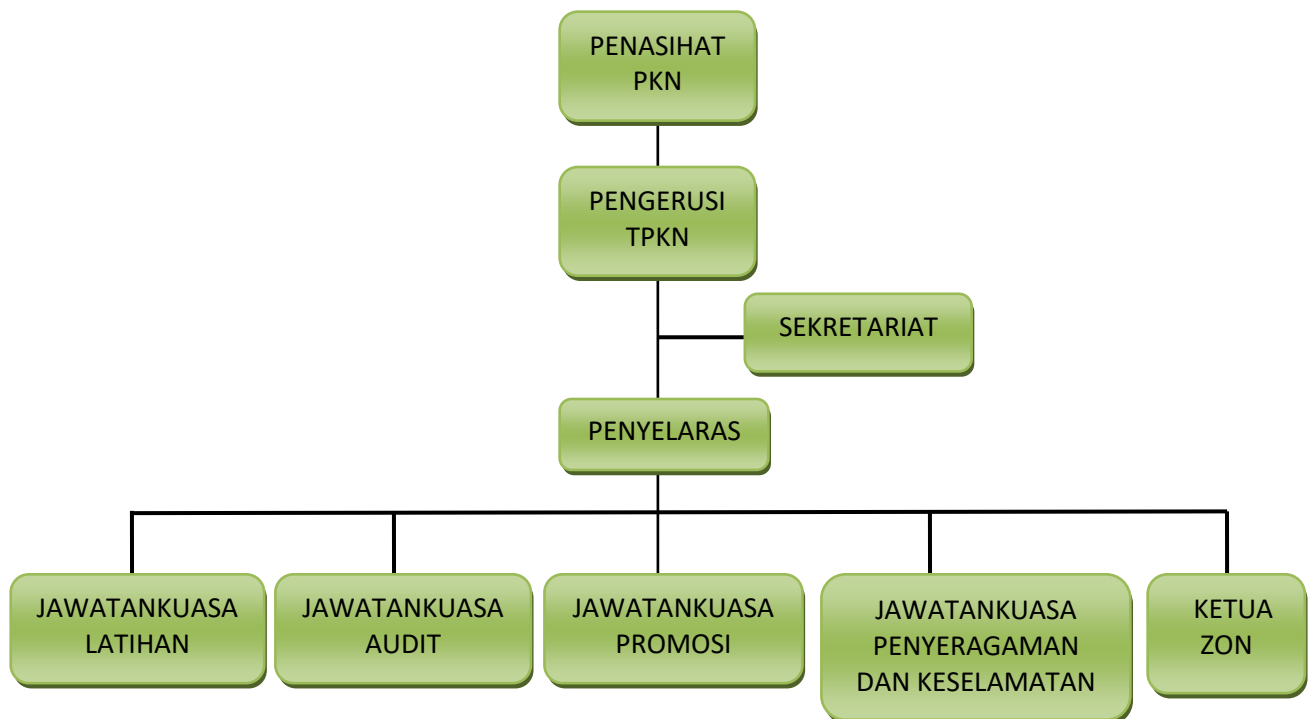 PENASIHAT
PKN
PENGERUSI
TPKN
SEKRETARIAT
PENYELARAS
JAWATANKUASA
LATIHAN
JAWATANKUASA
AUDIT
JAWATANKUASA
PROMOSI
JAWATANKUASA
PENYERAGAMAN
DAN KESELAMATAN
KETUA
ZON